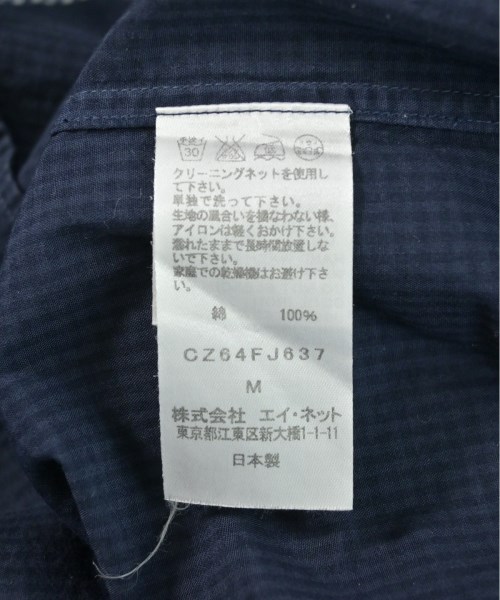 手洗イ
30
クリーニングネットを使用し
て下さい。
単独で洗って下さい。
生地の風合いを損なわない様、
アイロンは軽くおかけ下さい。
濡れたままで長時間放置しな
いで下さい。
家庭での乾燥機はお避け下さ
い。
綿 100%
CZ64FJ637
M
株式会社 エイ・ネット
東京都江東区新大橋1-1-11
日本製